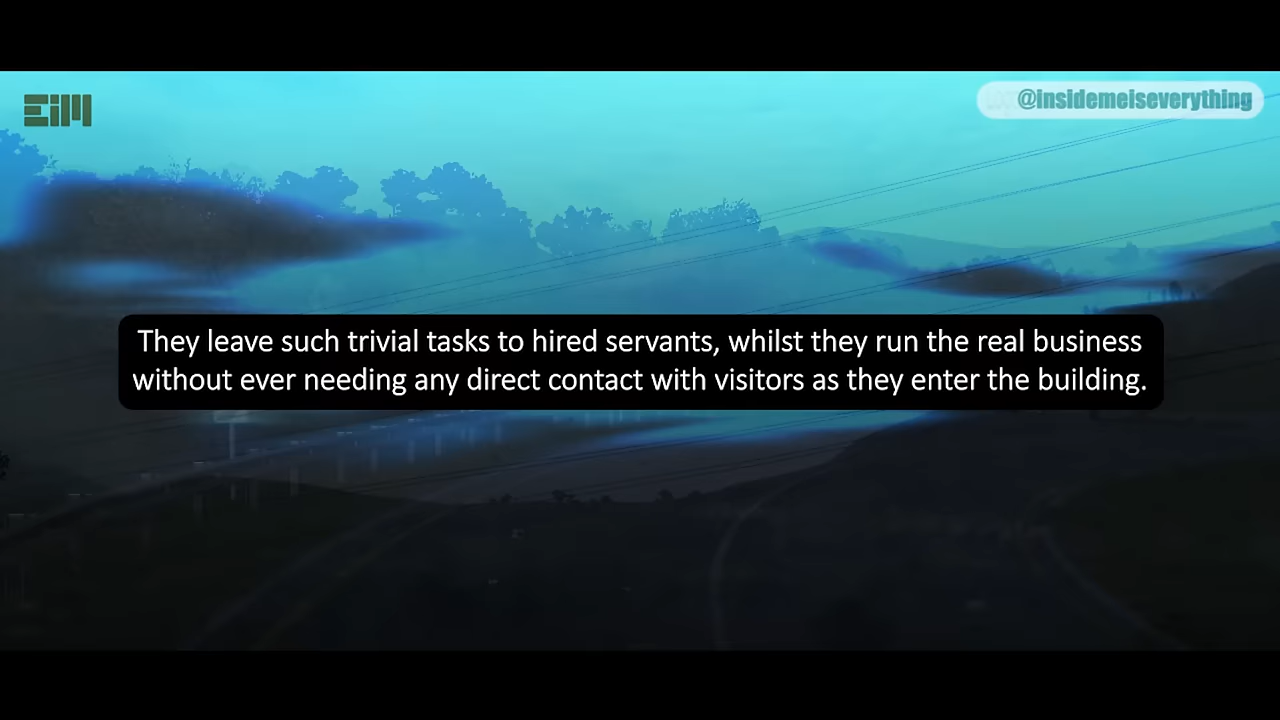 EiM
@insidemeiseverything
They leave such trivial tasks to hired servants, whilst they run the real business
without ever needing any direct contact with visitors as they enter the building.